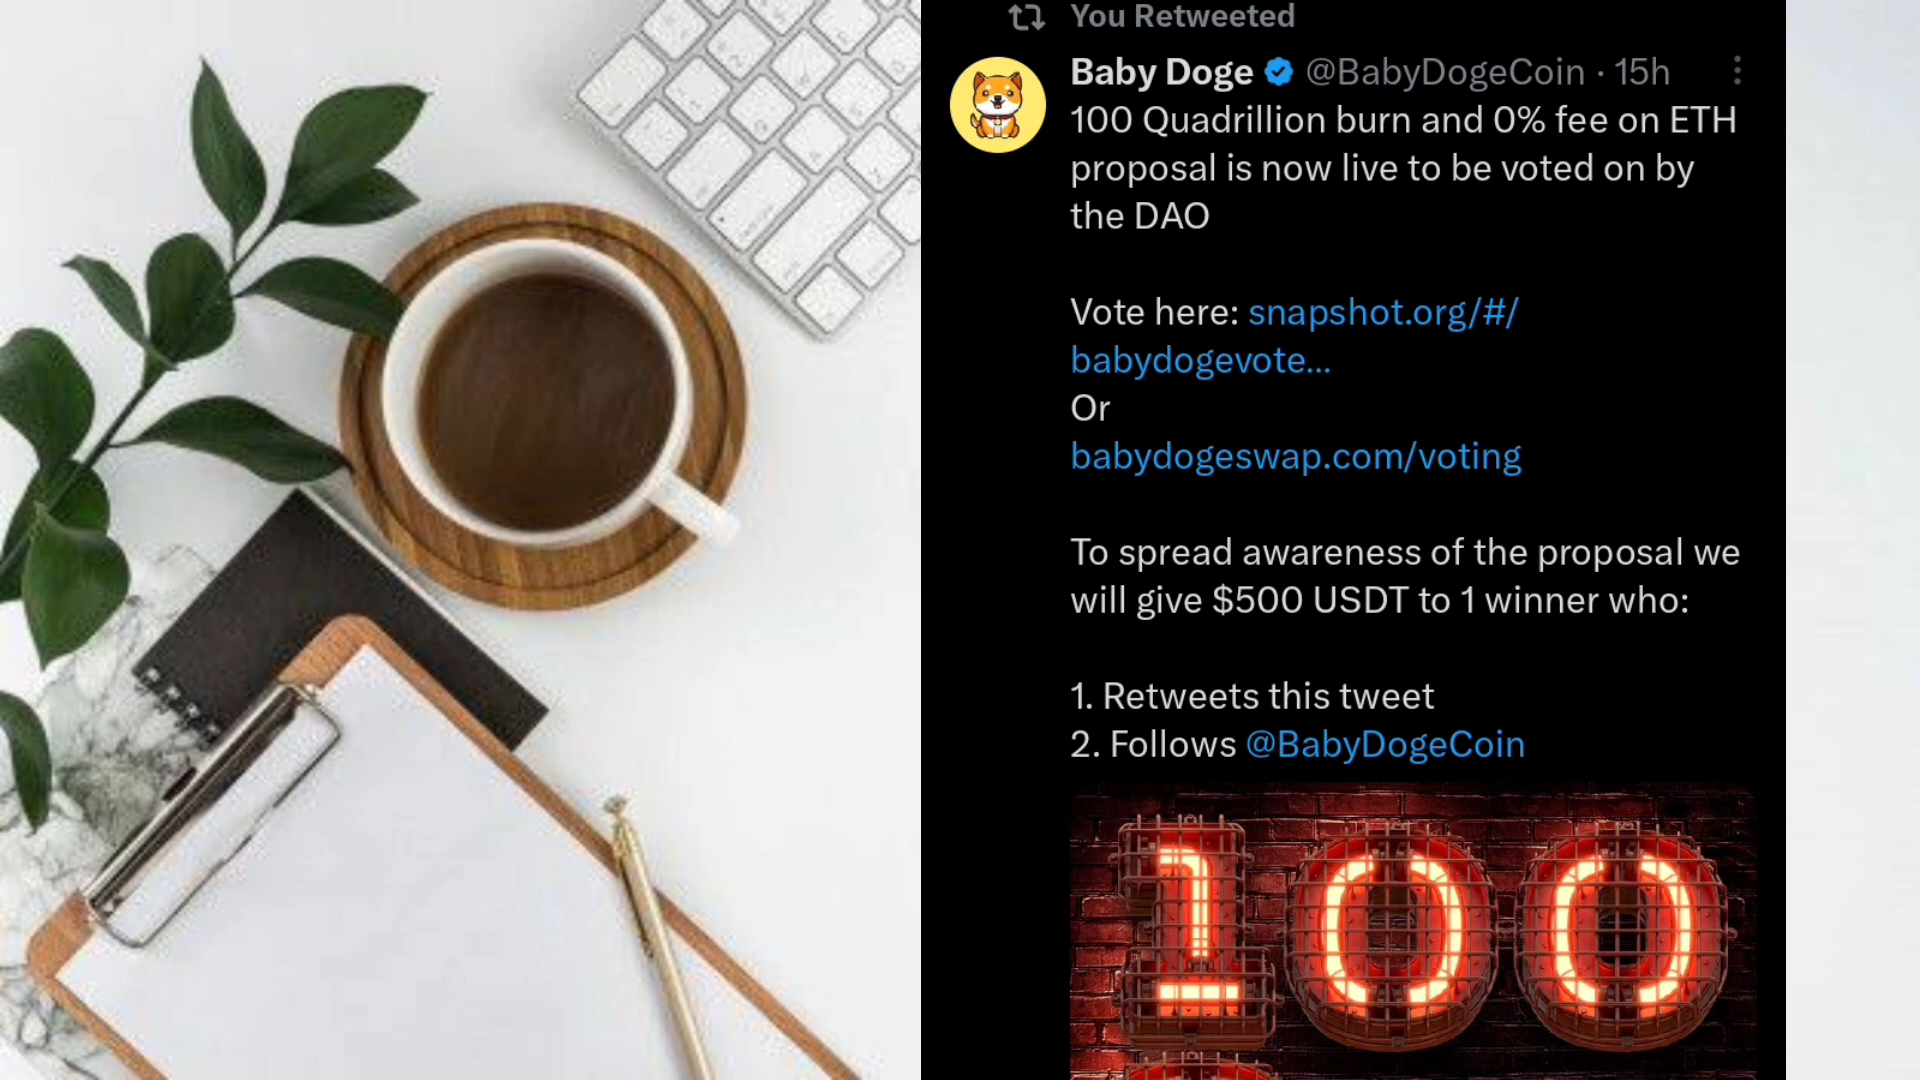 You Retweeted
Baby Doge @BabyDogeCoin · 15h
100 Quadrillion burn and 0% fee on ETH
proposal is now live to be voted on by
the DAO
Vote here: snapshot.org/#/
babydogevote...
Or
babydogeswap.com/voting
To spread awareness of the proposal we
will give $500 USDT to 1 winner who:
1. Retweets this tweet
2. Follows @BabyDogeCoin
100